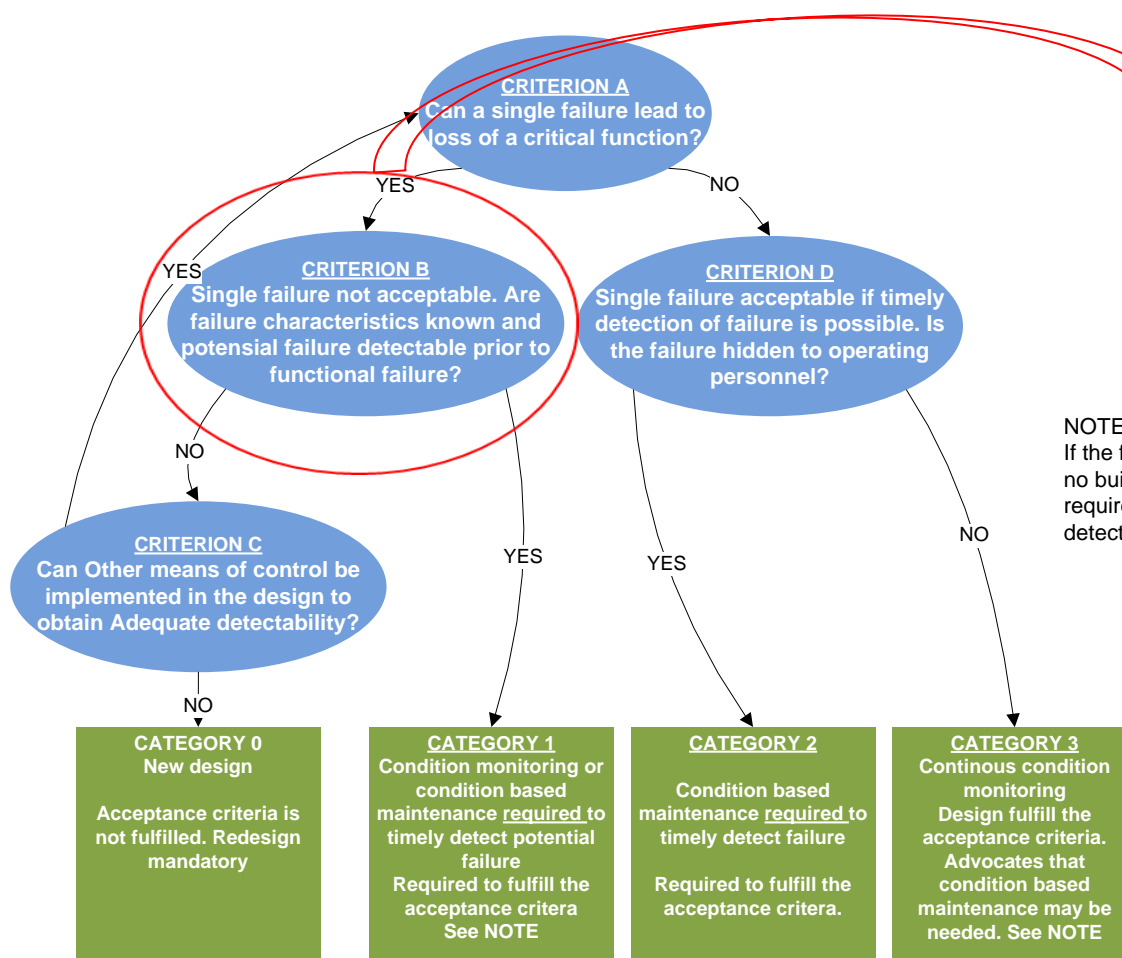 CRITERION A
Can a single failure lead to
loss of a critical function?
YES
NO
YES
CRITERION B
Single failure not acceptable. Are
failure characteristics known and
potensial failure detectable prior to
functional failure?
CRITERION D
Single failure acceptable if timely
detection of failure is possible. Is
the failure hidden to operating
personnel?
NOTE
If the f
no bui
require
detect
NO
NO
YES
YES
CRITERION C
Can Other means of control be
implemented in the design to
obtain Adequate detectability?
NO
CATEGORY 0
New design
Acceptance criteria is
not fulfilled. Redesign
mandatory
CATEGORY 1
Condition monitoring or
condition based
maintenance required to
timely detect potential
failure
Required to fulfill the
acceptance critera
See NOTE
CATEGORY 2
Condition based
maintenance required to
timely detect failure
Required to fulfill the
acceptance critera.
CATEGORY 3
Continous condition
monitoring
Design fulfill the
acceptance criteria.
Advocates that
condition based
maintenance may be
needed. See NOTE